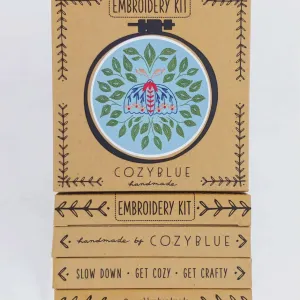 EMBROIDERY KIT
COZYBLUE
handmade
EMBROIDERY KIT
handmade by COZYBLUE
SLOW DOWN · GET COZY · GET CRAFTY